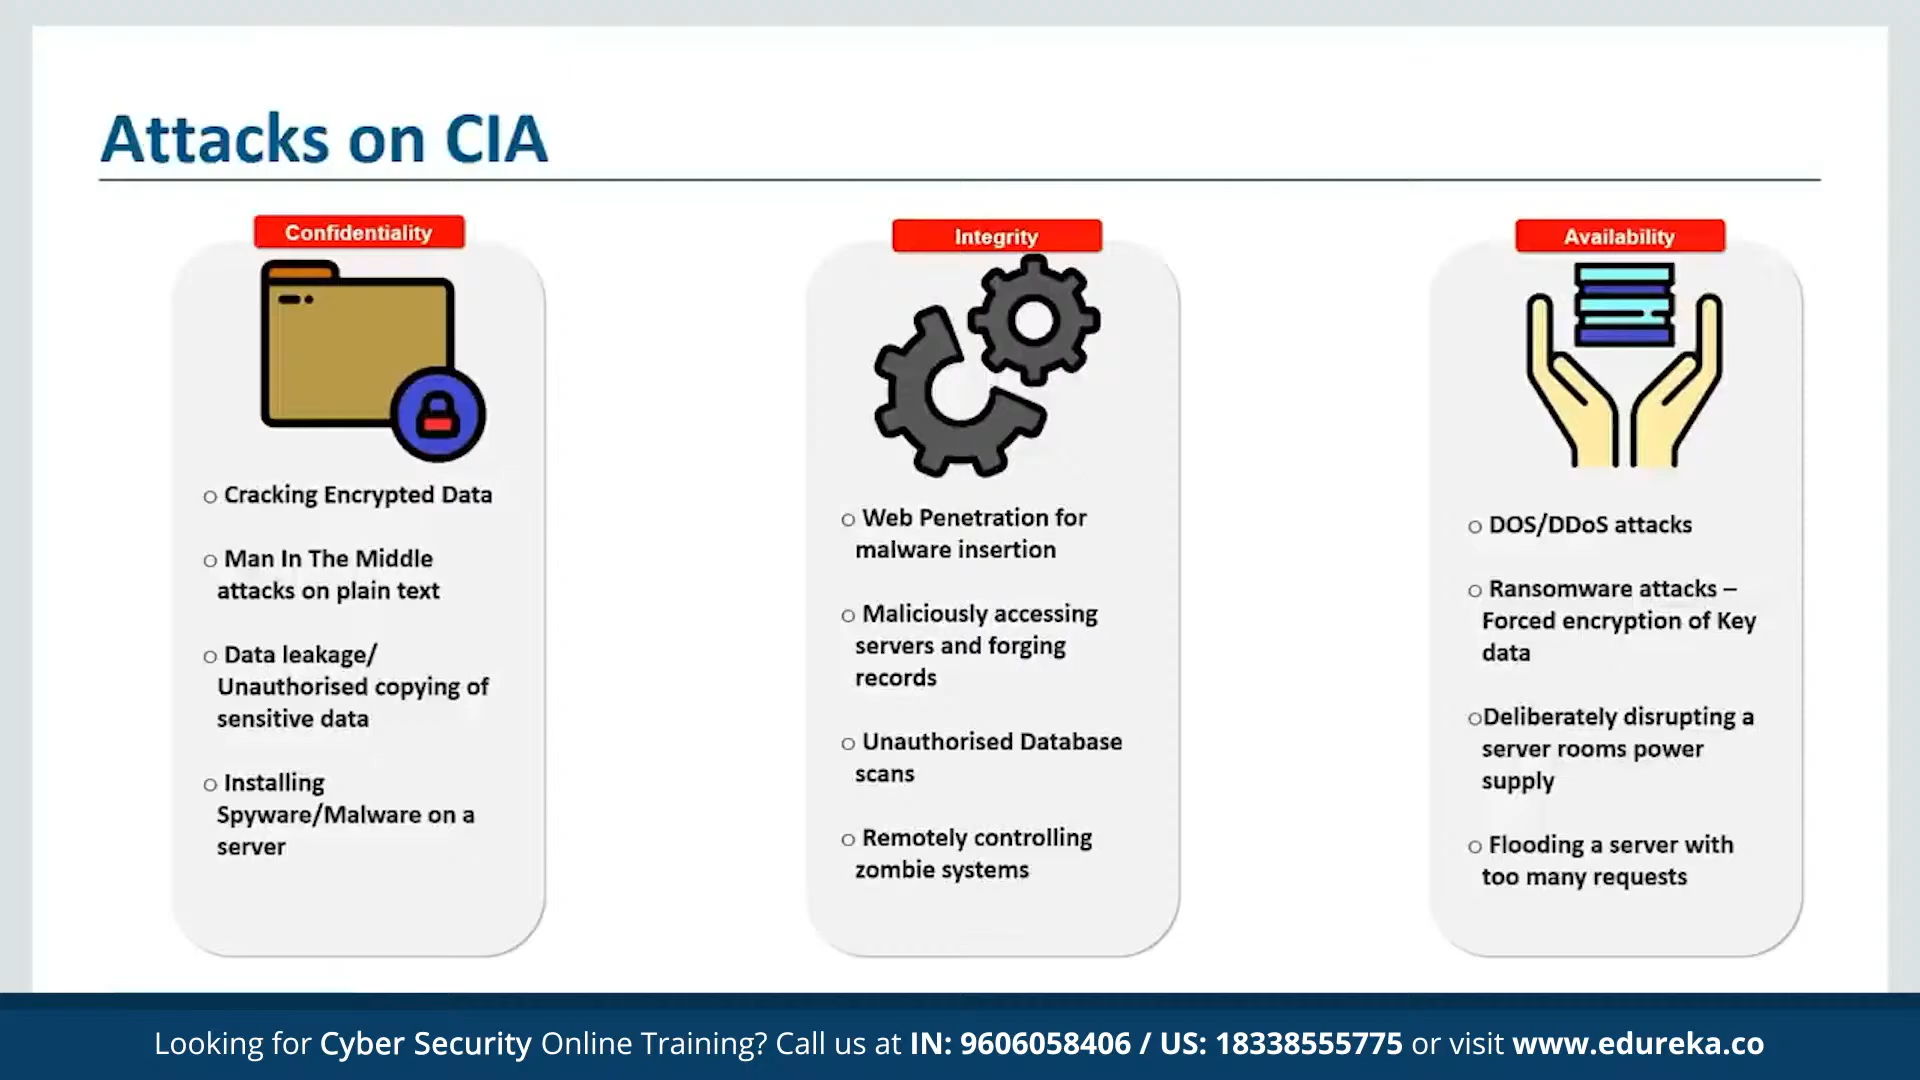 Attacks on CIA
Confidentiality
○ Cracking Encrypted Data
○ Man In The Middle
attacks on plain text
○ Data leakage/
Unauthorised copying of
sensitive data
○ Installing
Spyware/Malware on a
server
Integrity
○ Web Penetration for
malware insertion
○ Maliciously accessing
servers and forging
records
○ Unauthorised Database
scans
○ Remotely controlling
zombie systems
Availability
○ DOS/DDoS attacks
○ Ransomware attacks –
Forced encryption of Key
data
○Deliberately disrupting a
server rooms power
supply
○ Flooding a server with
too many requests
Looking for Cyber Security Online Training? Call us at IN: 9606058406 / US: 18338555775 or visit www.edureka.co